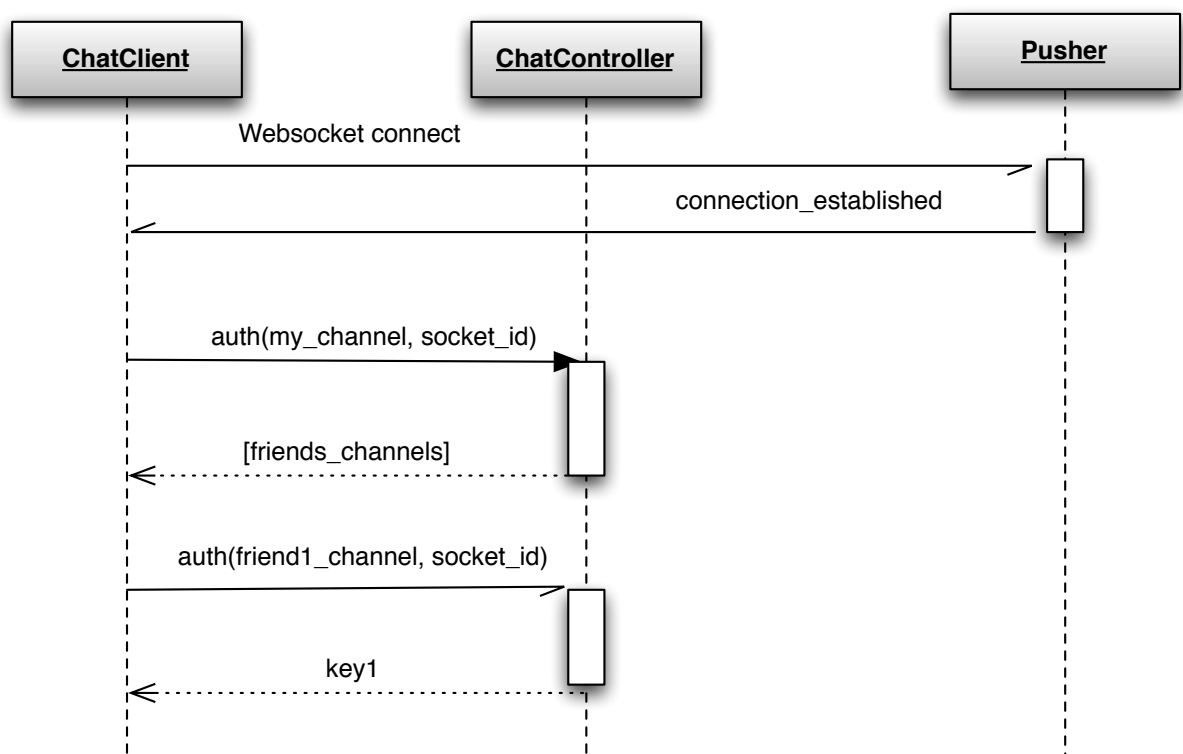 ChatClient
ChatController
Pusher
Websocket connect
connection_established
auth(my_channel, socket_id)
[friends_channels]
auth(friend1_channel, socket_id)
key1